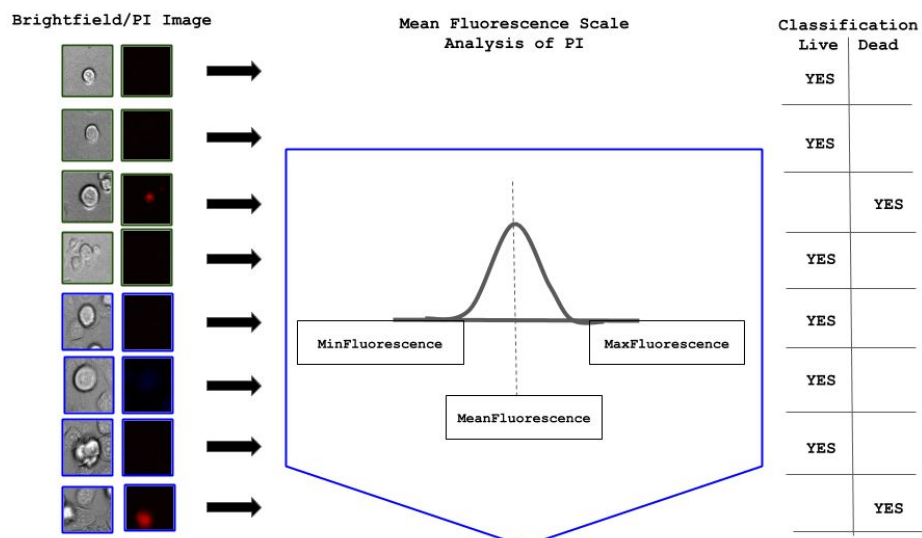 Brightfield/PI Image
Mean Fluorescence Scale
Analysis of PI
Classification
Live Dead
YES
YES
YES
YES
YES
YES
YES
YES
MinFluorescence
MaxFluorescence
MeanFluorescence